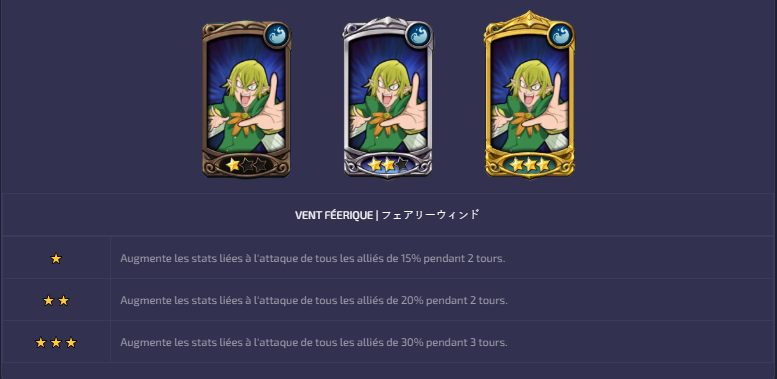 VENT FÉERIQUE | フェアリーウィンド
Augmente les stats liées à l'attaque de tous les alliés de 15% pendant 2 tours.
Augmente les stats liées à l'attaque de tous les alliés de 20% pendant 2 tours.
Augmente les stats liées à l'attaque de tous les alliés de 30% pendant 3 tours.